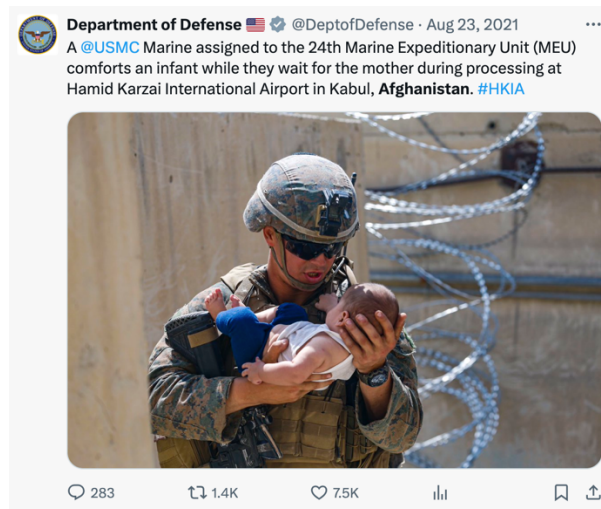 Department of Defense 🇺🇸 @DeptofDefense · Aug 23, 2021 ···
A @USMC Marine assigned to the 24th Marine Expeditionary Unit (MEU)
comforts an infant while they wait for the mother during processing at
Hamid Karzai International Airport in Kabul, Afghanistan. #HKIA
283 1.4K 7.5K